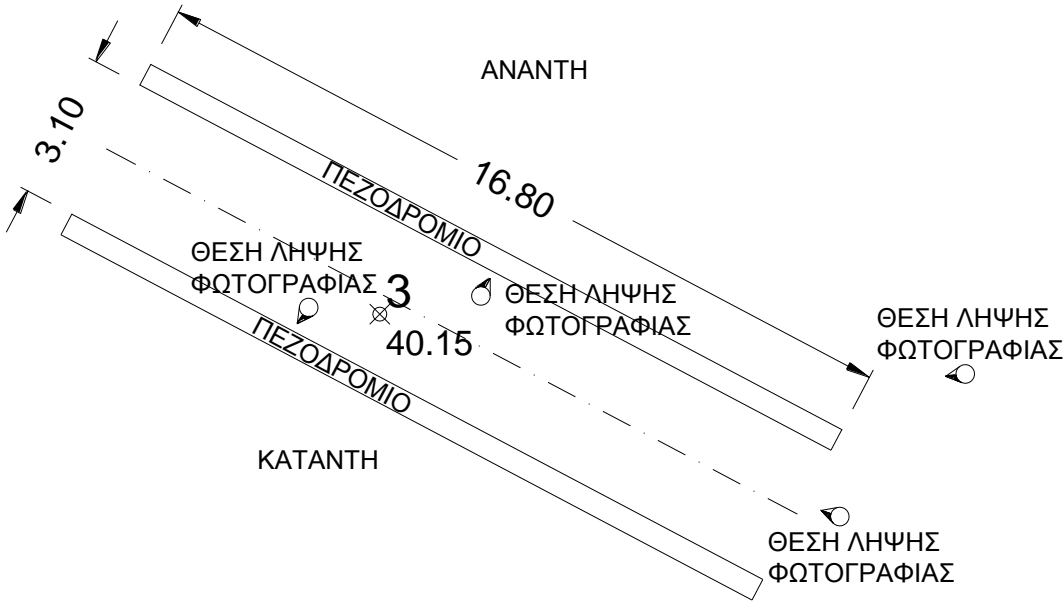 ΑΝΑΝΤΗ
3.10
16.80
ΠΕΖΟΔΡΟΜΙΟ
ΘΕΣΗ ΛΗΨΗΣ
ΦΩΤΟΓΡΑΦΙΑΣ
3
40.15
ΘΕΣΗ ΛΗΨΗΣ
ΦΩΤΟΓΡΑΦΙΑΣ
ΘΕΣΗ ΛΗΨΗΣ
ΦΩΤΟΓΡΑΦΙΑΣ
ΠΕΖΟΔΡΟΜΙΟ
ΚΑΤΑΝΤΗ
ΘΕΣΗ ΛΗΨΗΣ
ΦΩΤΟΓΡΑΦΙΑΣ